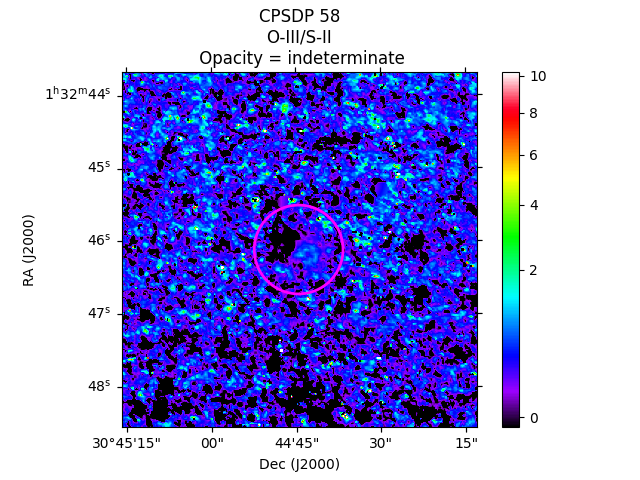 CPSDP 58
O-III/S-II
Opacity = indeterminate
1ʰ32ᵐ44ˢ
45ˢ
46ˢ
47ˢ
48ˢ
RA (J2000)
30°45'15" 00" 44'45" 30" 15"
Dec (J2000)
10
8
6
4
2
0